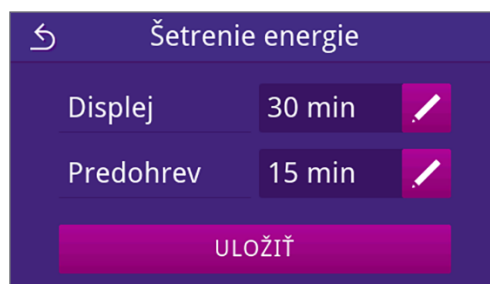 Šetrenie energie
Displej 30 min
Predohrev 15 min
ULOŽIŤ